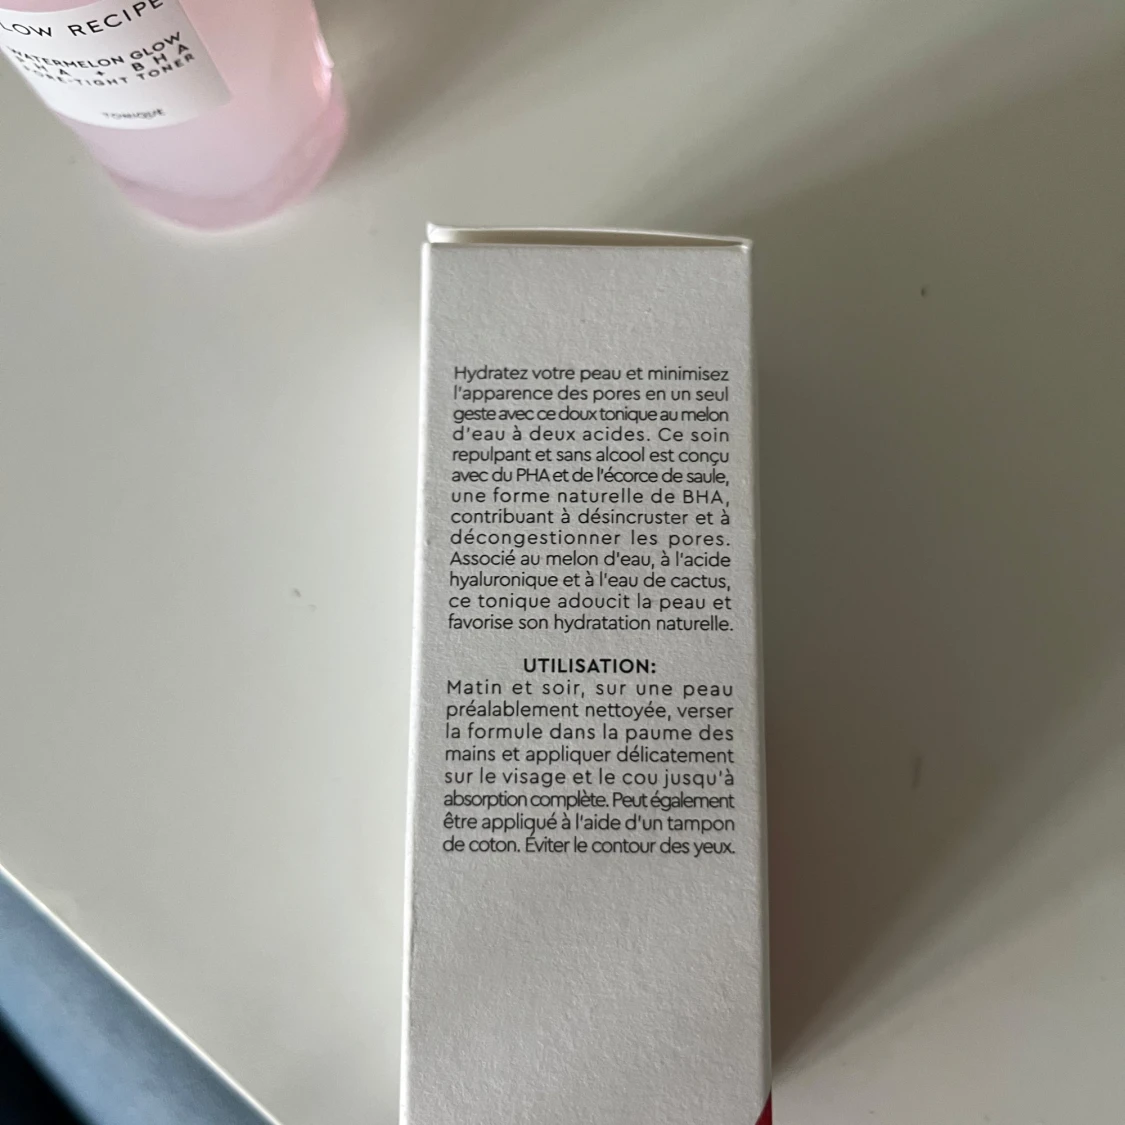 LOW RECIPE
WATERMELON GLOW
PHA + BHA
PORE-TIGHT TONER
TONIQUE
Hydratez votre peau et minimisez
l'apparence des pores en un seul
geste avec ce doux tonique au melon
d'eau à deux acides. Ce soin
repulpant et sans alcool est conçu
avec du PHA et de l'écorce de saule,
une forme naturelle de BHA,
contribuant à désincruster et à
décongestionner les pores.
Associé au melon d'eau, à l'acide
hyaluronique et à l'eau de cactus,
ce tonique adoucit la peau et
favorise son hydratation naturelle.
UTILISATION:
Matin et soir, sur une peau
préalablement nettoyée, verser
la formule dans la paume des
mains et appliquer délicatement
sur le visage et le cou jusqu'à
absorption complète. Peut également
être appliqué à l'aide d'un tampon
de coton. Éviter le contour des yeux.